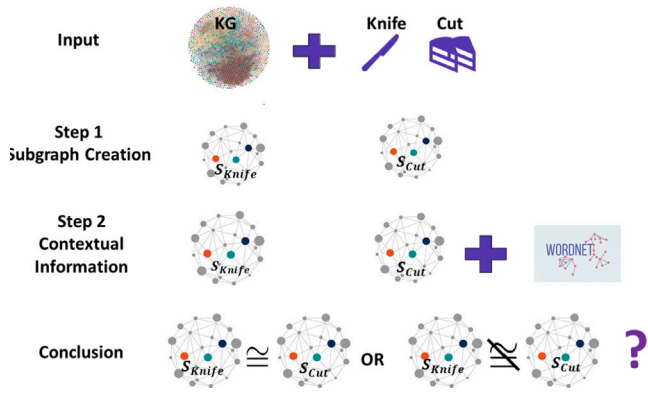 Input
KG
Knife
Cut
Step 1
Subgraph Creation
S_Knife
S_Cut
Step 2
Contextual
Information
S_Knife
S_Cut
WORDNET
Conclusion
S_Knife ≅ S_Cut OR S_Knife ≇ S_Cut ?